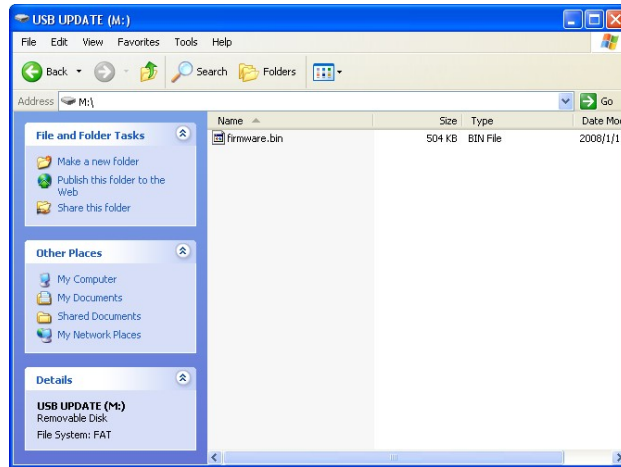 USB UPDATE (M:)
File Edit View Favorites Tools Help
Back Search Folders
Address M:\ Go
File and Folder Tasks
Make a new folder
Publish this folder to the
Web
Share this folder
Other Places
My Computer
My Documents
Shared Documents
My Network Places
Details
USB UPDATE (M:)
Removable Disk
File System: FAT
Name Size Type Date Mo
firmware.bin 504 KB BIN File 2008/1/1